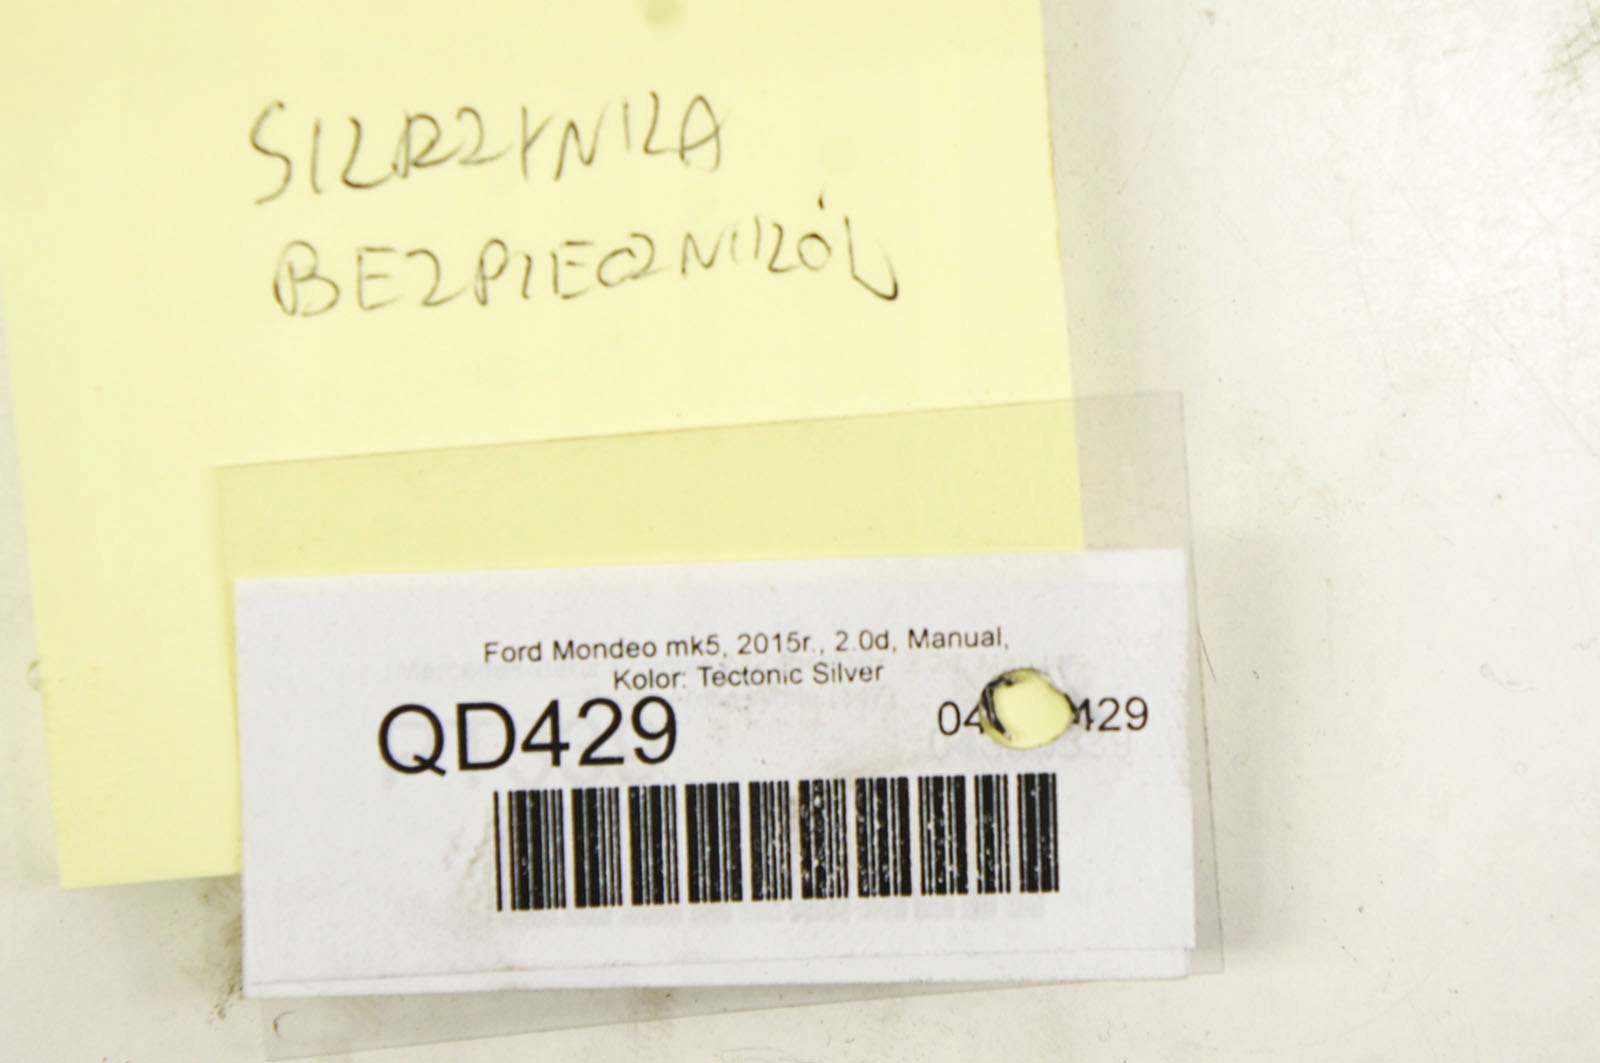 SKRZYNKA
BEZPIECZNIKÓW
Ford Mondeo mk5, 2015r., 2.0d, Manual,
Kolor: Tectonic Silver
QD429